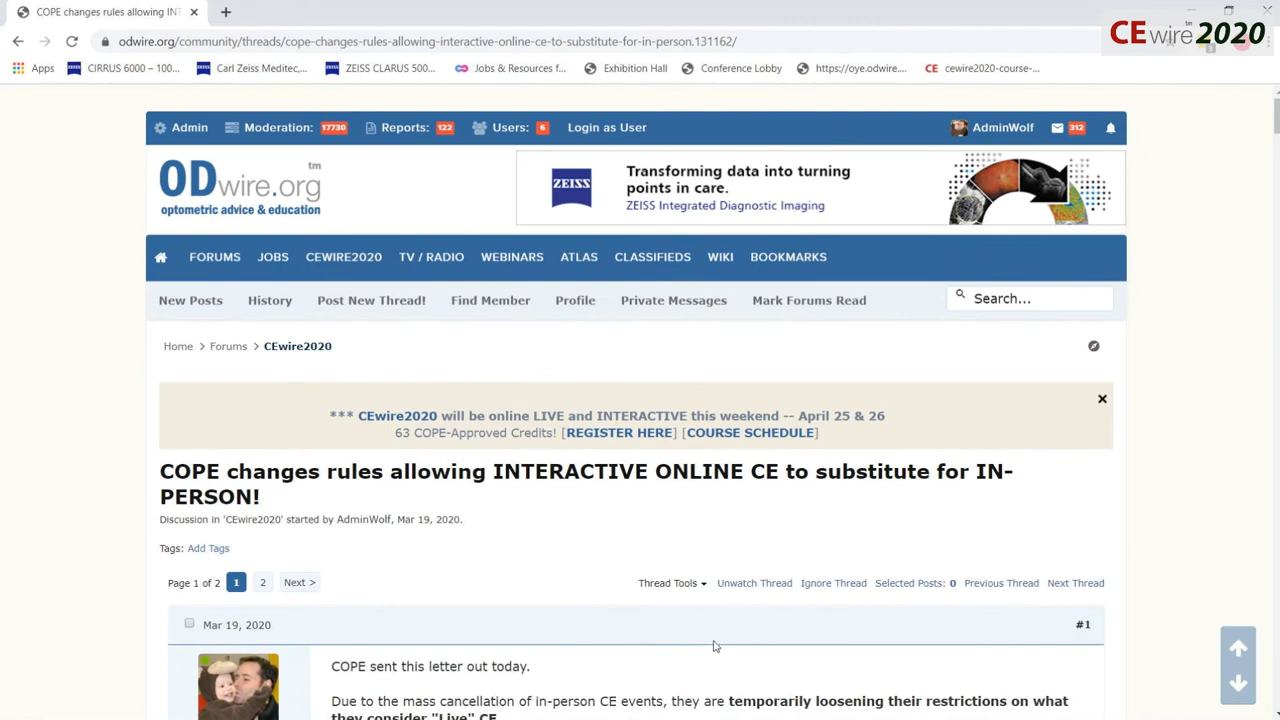 COPE changes rules allowing INT
CEwire™2020
odwire.org/community/threads/cope-changes-rules-allowing-interactive-online-ce-to-substitute-for-in-person.131162/
Apps CIRRUS 6000 – 100... Carl Zeiss Meditec,... ZEISS CLARUS 500... Jobs & Resources f... Exhibition Hall Conference Lobby https://oye.odwire.... CE cewire2020-course-...
Admin Moderation: 17730 Reports: 122 Users: 6 Login as User AdminWolf 312
ODwire.org tm
optometric advice & education
ZEISS
Transforming data into turning
points in care.
ZEISS Integrated Diagnostic Imaging
FORUMS JOBS CEWIRE2020 TV / RADIO WEBINARS ATLAS CLASSIFIEDS WIKI BOOKMARKS
New Posts History Post New Thread! Find Member Profile Private Messages Mark Forums Read Search...
Home > Forums > CEwire2020
*** CEwire2020 will be online LIVE and INTERACTIVE this weekend -- April 25 & 26
63 COPE-Approved Credits! [REGISTER HERE] [COURSE SCHEDULE]
COPE changes rules allowing INTERACTIVE ONLINE CE to substitute for IN-
PERSON!
Discussion in 'CEwire2020' started by AdminWolf, Mar 19, 2020.
Tags: Add Tags
Page 1 of 2 1 2 Next > Thread Tools Unwatch Thread Ignore Thread Selected Posts: 0 Previous Thread Next Thread
Mar 19, 2020 #1
COPE sent this letter out today.
Due to the mass cancellation of in-person CE events, they are temporarily loosening their restrictions on what
they consider "Live" CE